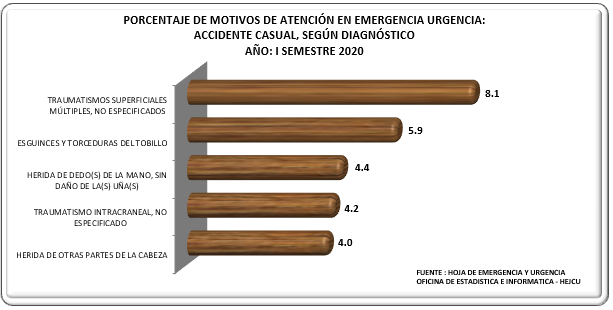 PORCENTAJE DE MOTIVOS DE ATENCIÓN EN EMERGENCIA URGENCIA:
ACCIDENTE CASUAL, SEGÚN DIAGNÓSTICO
AÑO: I SEMESTRE 2020
TRAUMATISMOS SUPERFICIALES
MÚLTIPLES, NO ESPECIFICADOS
8.1
ESGUINCES Y TORCEDURAS DEL TOBILLO
5.9
HERIDA DE DEDO(S) DE LA MANO, SIN
DAÑO DE LA(S) UÑA(S)
4.4
TRAUMATISMO INTRACRANEAL, NO
ESPECIFICADO
4.2
HERIDA DE OTRAS PARTES DE LA CABEZA
4.0
FUENTE : HOJA DE EMERGENCIA Y URGENCIA
OFICINA DE ESTADISTICA E INFORMATICA - HEJCU